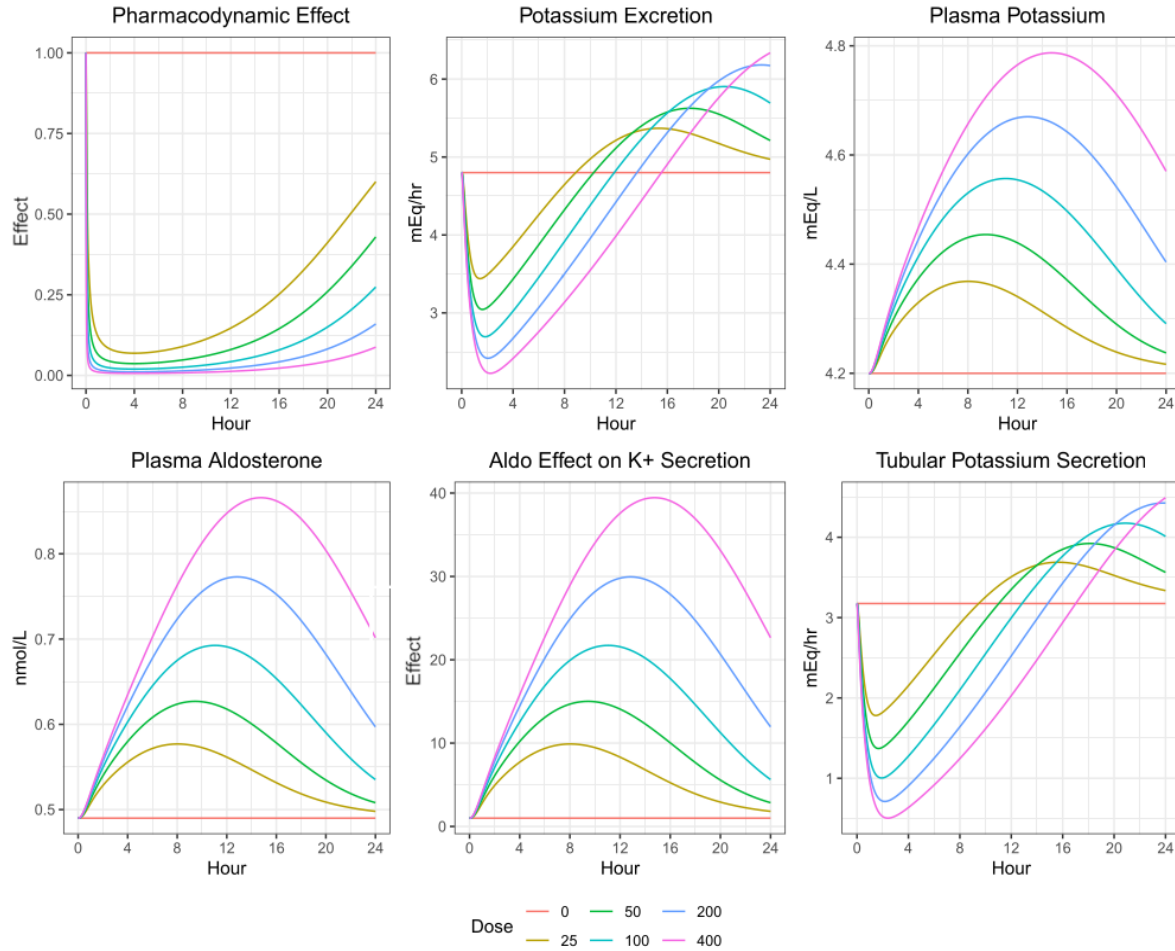 Pharmacodynamic Effect
1.00
0.75
0.50
0.25
0.00
Effect
0 4 8 12 16 20 24
Hour
Potassium Excretion
6
5
4
3
mEq/hr
0 4 8 12 16 20 24
Hour
Plasma Potassium
4.8
4.6
4.4
4.2
mEq/L
0 4 8 12 16 20 24
Hour
Plasma Aldosterone
0.8
0.7
0.6
0.5
nmol/L
0 4 8 12 16 20 24
Hour
Aldo Effect on K+ Secretion
40
30
20
10
0
Effect
0 4 8 12 16 20 24
Hour
Tubular Potassium Secretion
4
3
2
1
mEq/hr
0 4 8 12 16 20 24
Hour
Dose
0 50 200
25 100 400